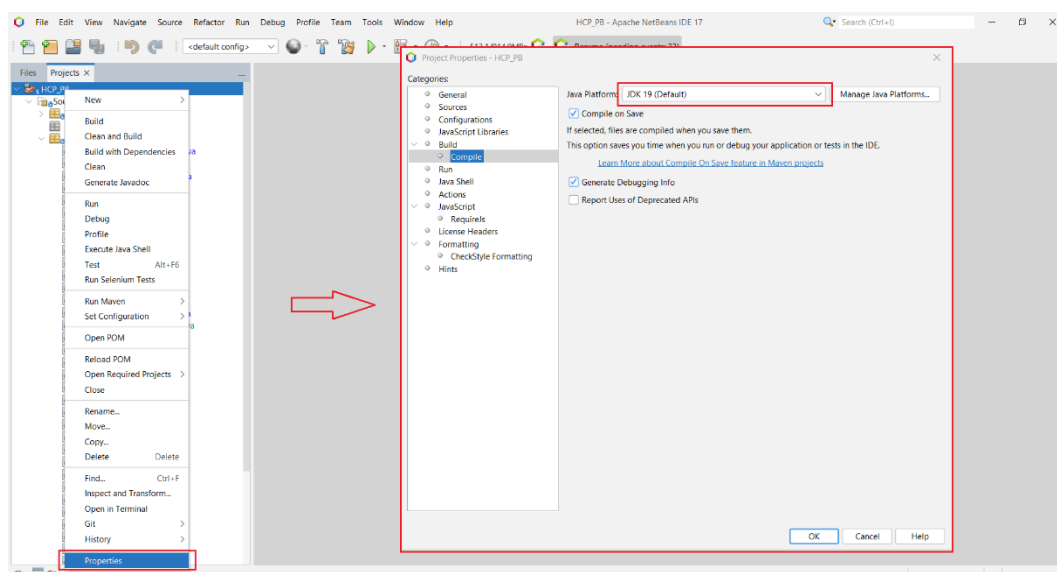 File Edit View Navigate Source Refactor Run Debug Profile Team Tools Window Help HCP_PB - Apache NetBeans IDE 17 Search (Ctrl+I)
<default config>
Files Projects
HCP_PB
New
Build
Clean and Build
Build with Dependencies
Clean
Generate Javadoc
Run
Debug
Profile
Execute Java Shell
Test Alt+F6
Run Selenium Tests
Run Maven
Set Configuration
Open POM
Reload POM
Open Required Projects
Close
Rename...
Move...
Copy...
Delete Delete
Find... Ctrl+F
Inspect and Transform...
Open in Terminal
Git
History
Properties
Project Properties - HCP_PB
Categories:
General
Sources
Configurations
JavaScript Libraries
Build
Compile
Run
Java Shell
Actions
JavaScript
RequireJs
License Headers
Formatting
CheckStyle Formatting
Hints
Java Platform: JDK 19 (Default) Manage Java Platforms...
Compile on Save
If selected, files are compiled when you save them.
This option saves you time when you run or debug your application or tests in the IDE.
Learn More about Compile On Save feature in Maven projects
Generate Debugging Info
Report Uses of Deprecated APIs
OK Cancel Help